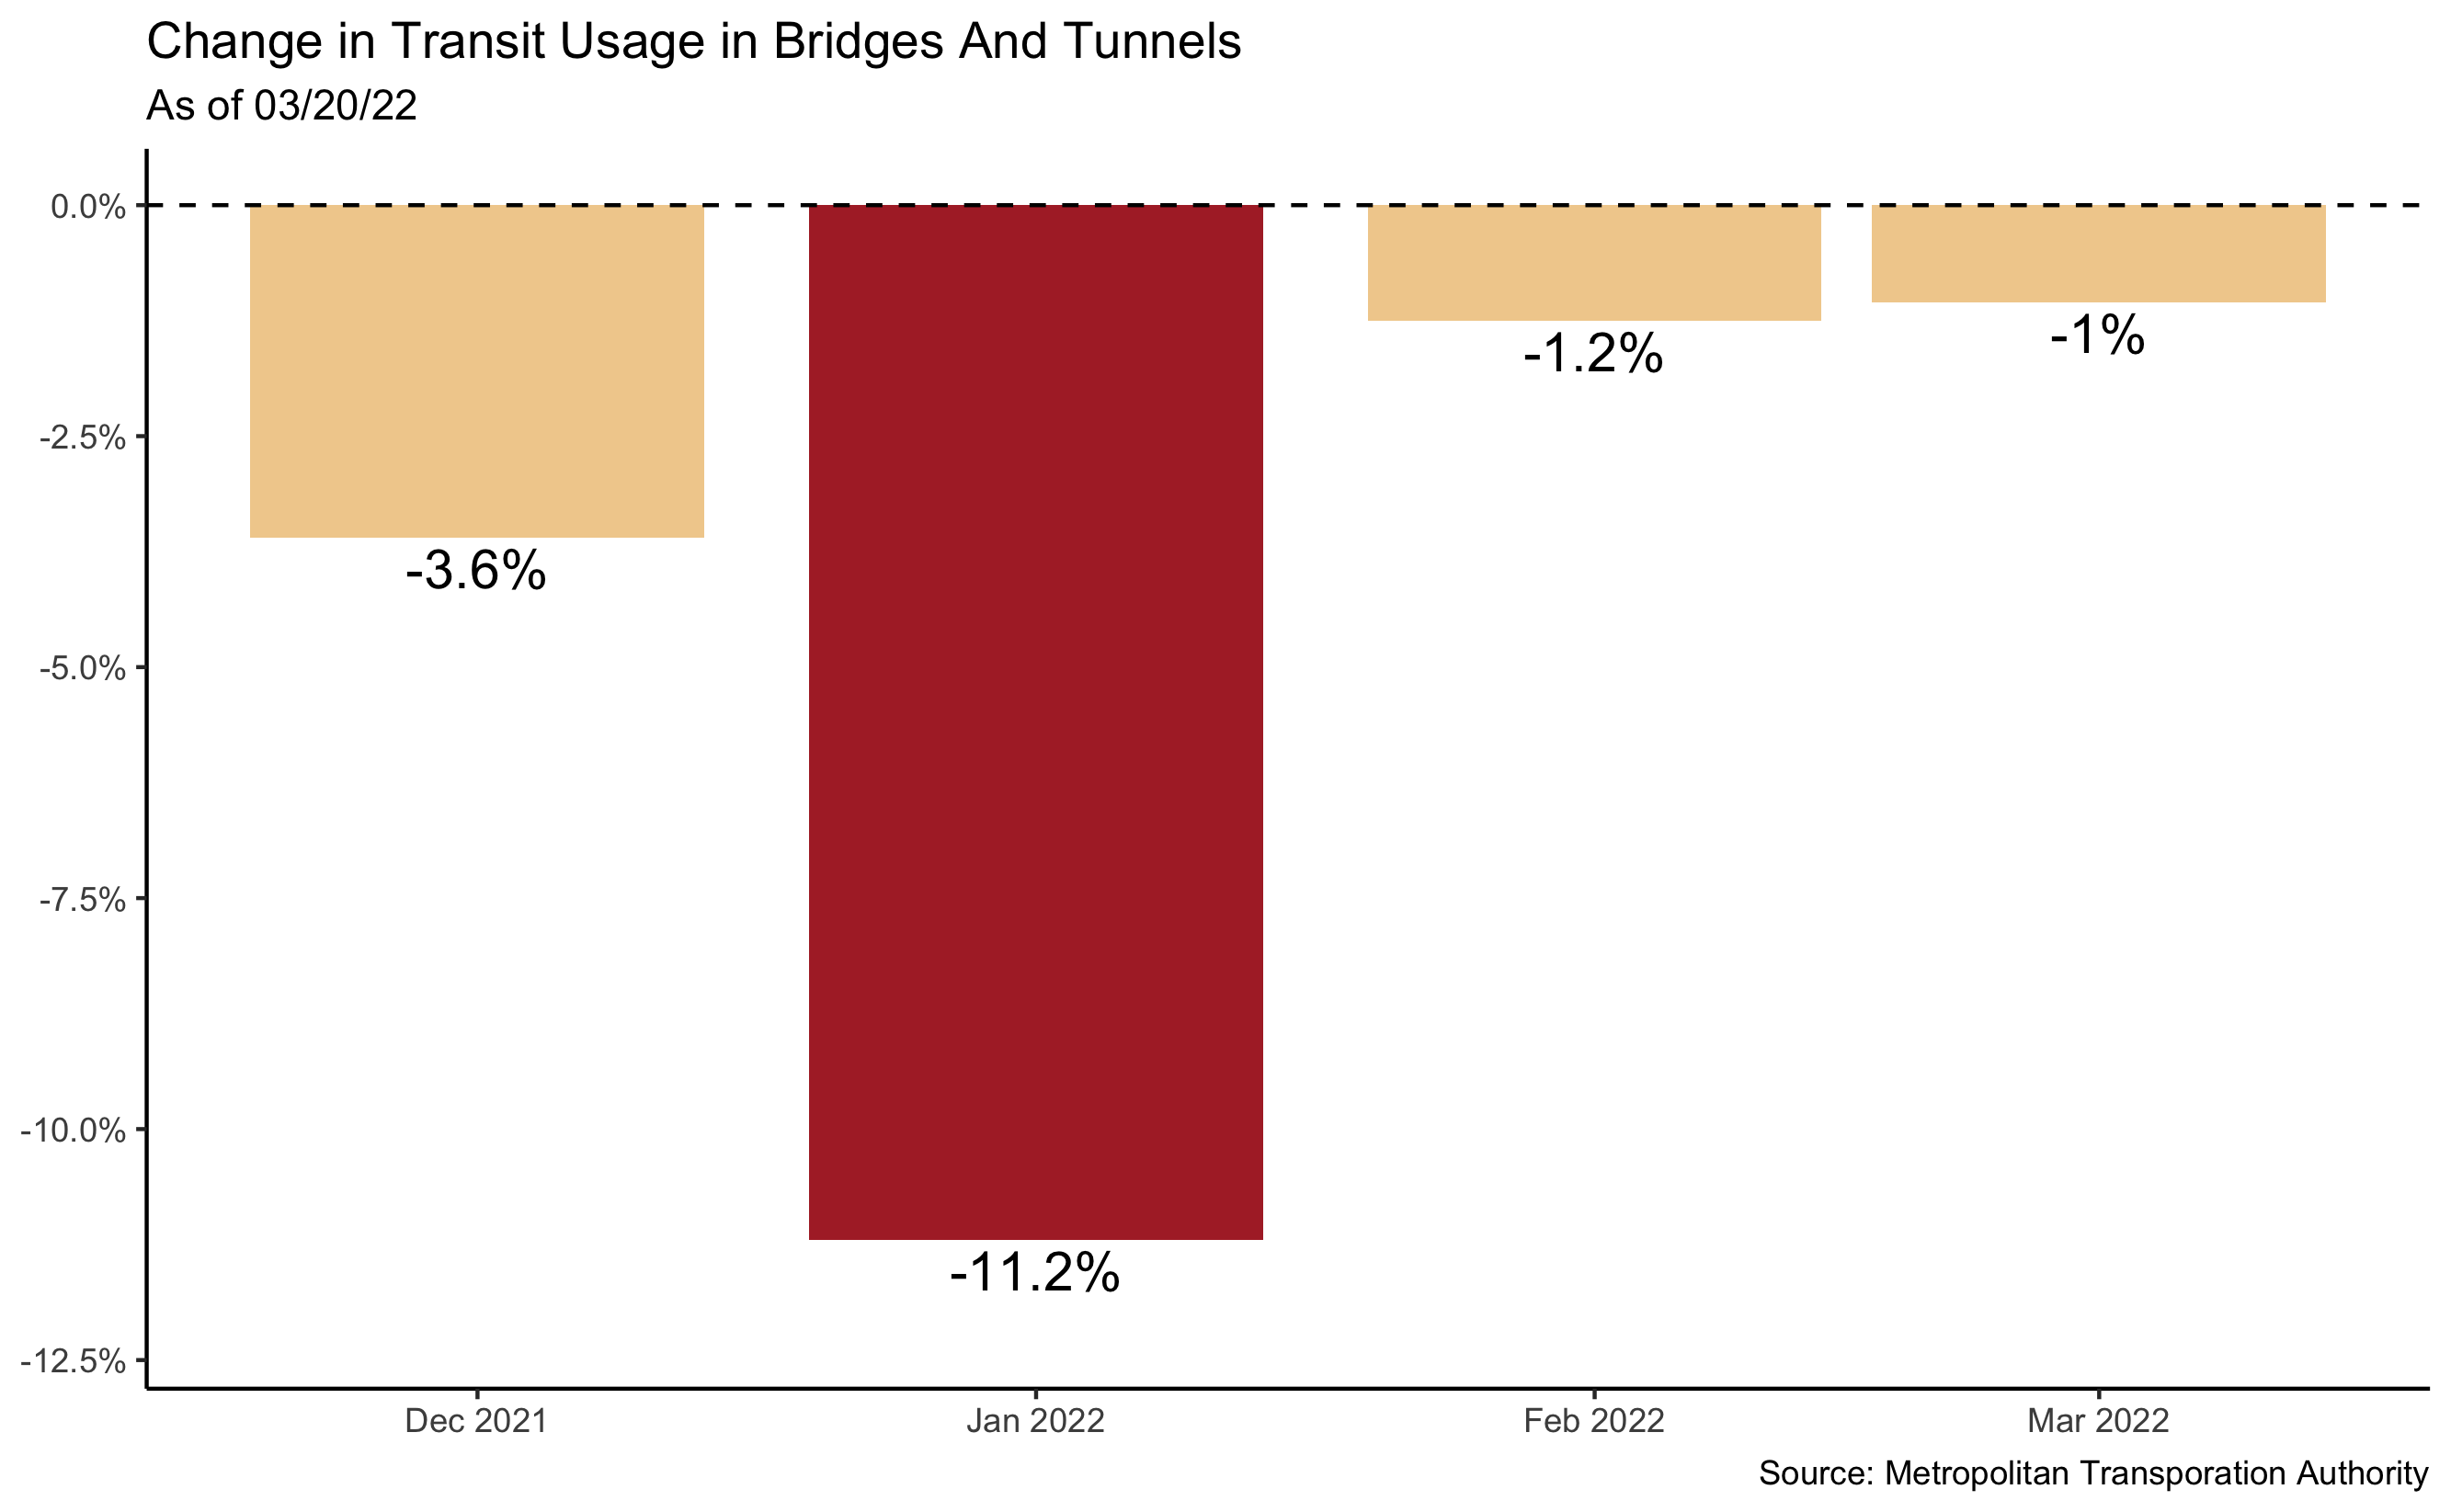 Change in Transit Usage in Bridges And Tunnels
As of 03/20/22
0.0%
-2.5%
-5.0%
-7.5%
-10.0%
-12.5%
-3.6%
-11.2%
-1.2%
-1%
Dec 2021
Jan 2022
Feb 2022
Mar 2022
Source: Metropolitan Transporation Authority